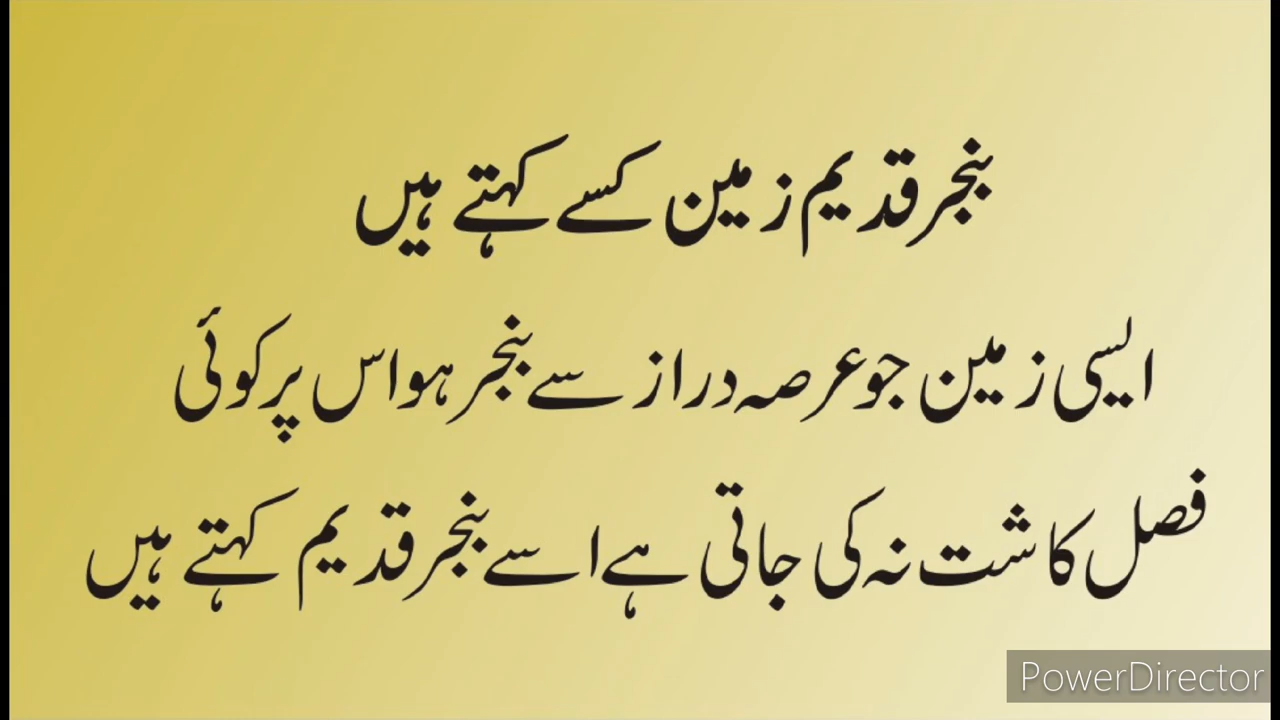 بنجر قدیم زمین کسے کہتے ہیں
ایسی زمین جو عرصہ دراز سے بنجر ہو اس پر کوئی
فصل کاشت نہ کی جاتی ہے اسے بنجر قدیم کہتے ہیں
PowerDirector